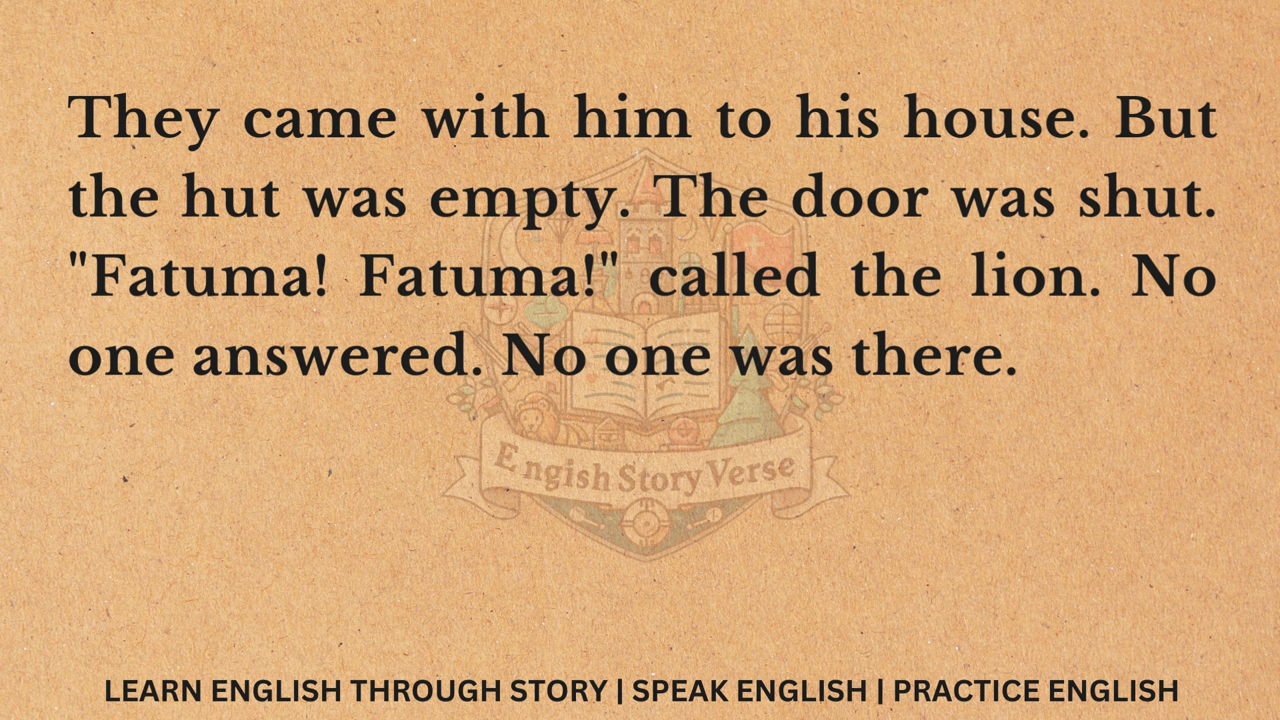 They came with him to his house. But
the hut was empty. The door was shut.
"Fatuma! Fatuma!" called the lion. No
one answered. No one was there.
Engish Story Verse
LEARN ENGLISH THROUGH STORY | SPEAK ENGLISH | PRACTICE ENGLISH